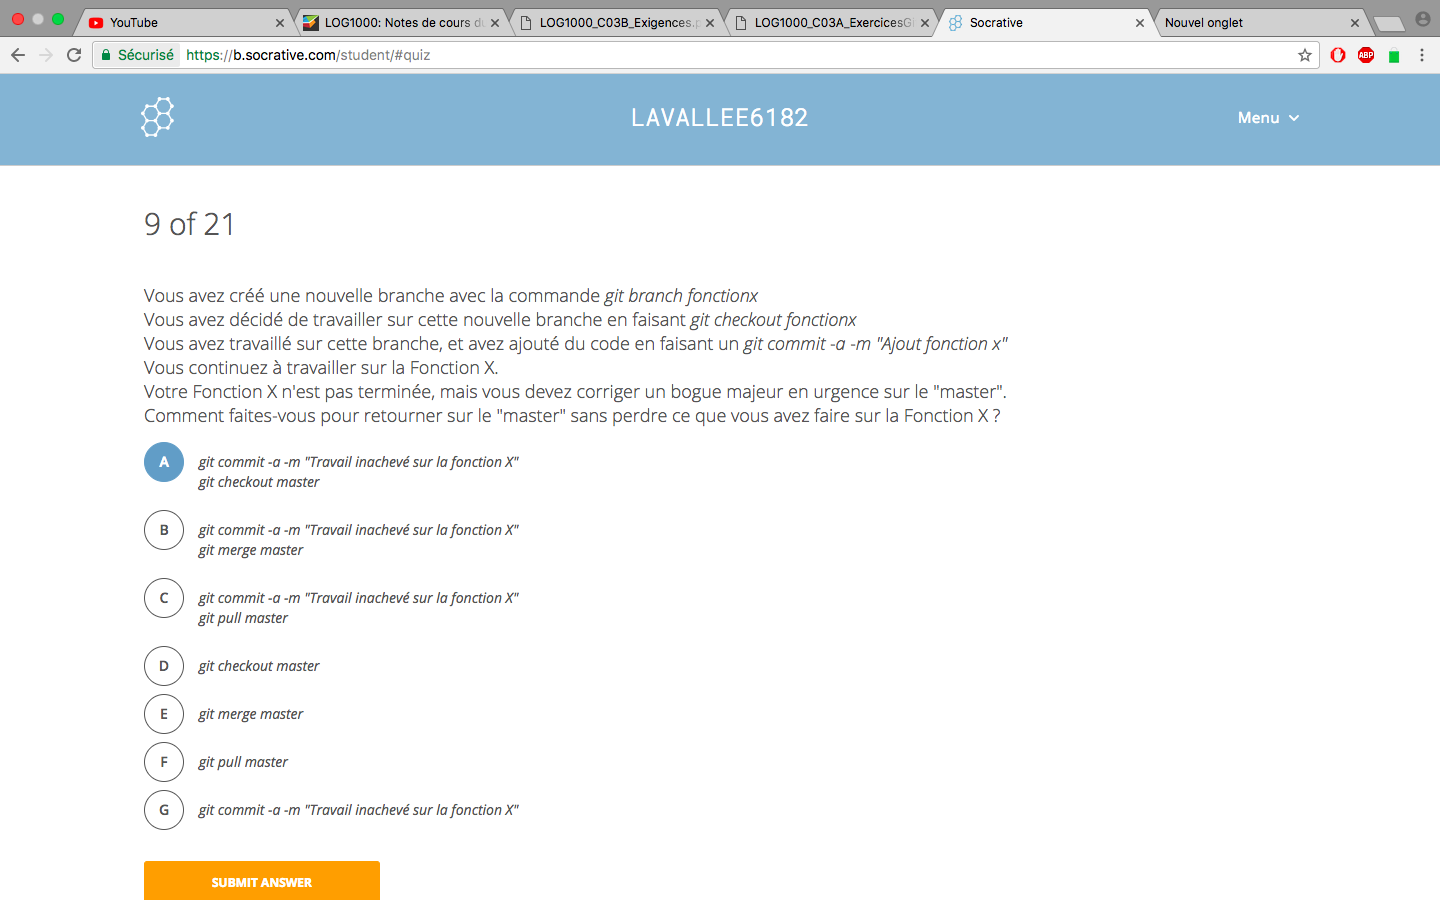 YouTube
LOG1000: Notes de cours du
LOG1000_C03B_Exigences.p
LOG1000_C03A_ExercicesGi
Socrative
Nouvel onglet
Sécurisé
https://b.socrative.com/student/#quiz
ABP
LAVALLEE6182
Menu
9 of 21
Vous avez créé une nouvelle branche avec la commande git branch fonctionx
Vous avez décidé de travailler sur cette nouvelle branche en faisant git checkout fonctionx
Vous avez travaillé sur cette branche, et avez ajouté du code en faisant un git commit -a -m "Ajout fonction x"
Vous continuez à travailler sur la Fonction X.
Votre Fonction X n'est pas terminée, mais vous devez corriger un bogue majeur en urgence sur le "master".
Comment faites-vous pour retourner sur le "master" sans perdre ce que vous avez faire sur la Fonction X ?
A git commit -a -m "Travail inachevé sur la fonction X"
git checkout master
B git commit -a -m "Travail inachevé sur la fonction X"
git merge master
C git commit -a -m "Travail inachevé sur la fonction X"
git pull master
D git checkout master
E git merge master
F git pull master
G git commit -a -m "Travail inachevé sur la fonction X"
SUBMIT ANSWER